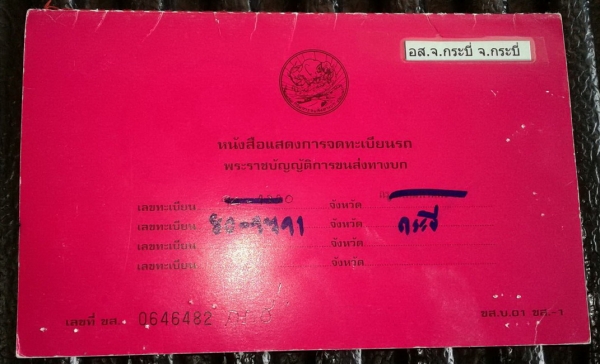 อส.จ.กระบี่ จ.กระบี่
หนังสือแสดงการจดทะเบียนรถ
พระราชบัญญัติการขนส่งทางบก
เลขทะเบียน จังหวัด
เลขทะเบียน จังหวัด กระบี่
เลขทะเบียน จังหวัด
เลขทะเบียน จังหวัด
เลขที่ ขส. 0646482
ขส.บ.01 ขส.-1